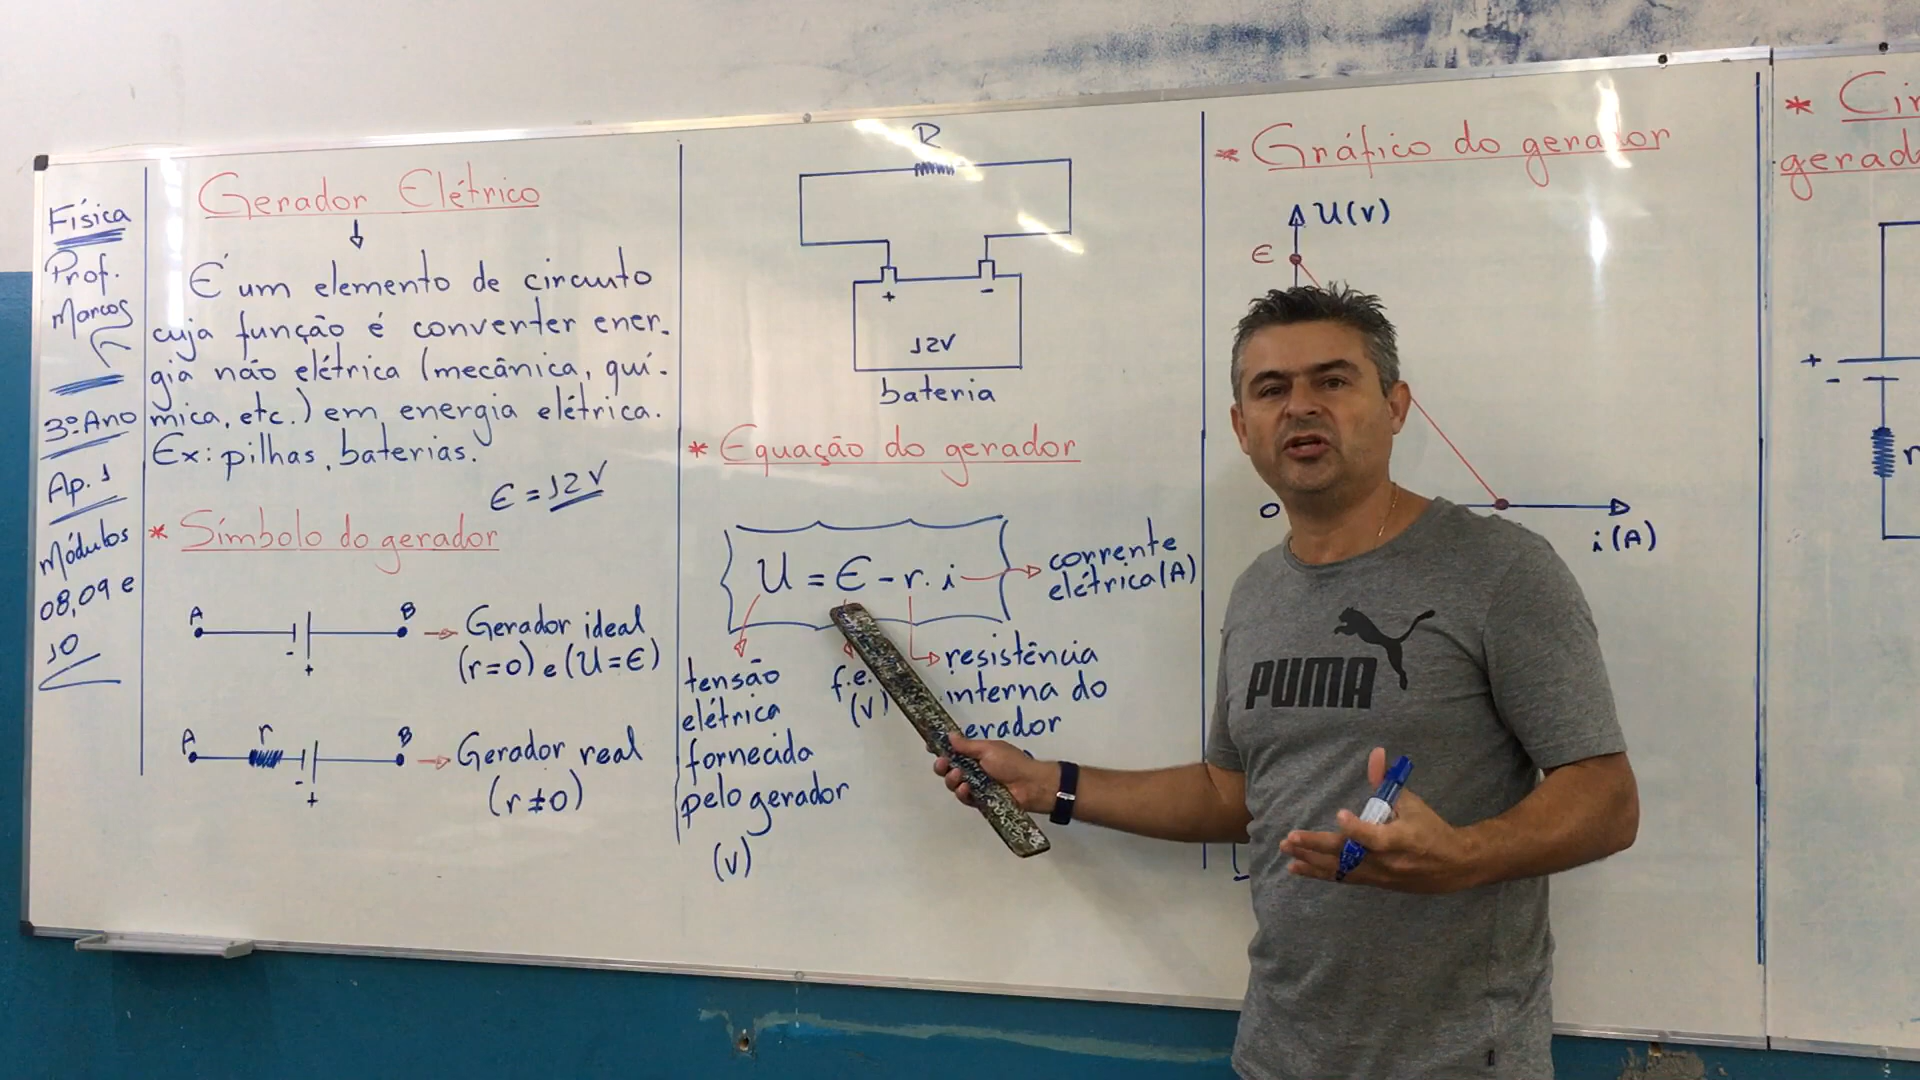 Física
Prof.
Marcos
3º Ano
Ap. 1
Módulos
08, 09 e
10
Gerador Elétrico
É um elemento de circuito
cuja função é converter ener-
gia não elétrica (mecânica, quí-
mica, etc.) em energia elétrica.
Ex: pilhas, baterias.
Є = 12V
* Símbolo do gerador
A
B
- +
Gerador ideal
(r=0) e (U=Є)
A
r
B
- +
Gerador real
(r≠0)
R
+ -
12V
bateria
* Equação do gerador
U = Є - r. i
corrente
elétrica (A)
tensão
elétrica
fornecida
pelo gerador
(V)
f.e.
(V)
resistência
interna do
erador
* Gráfico do gerador
U(V)
Є
0
i(A)
PUMA
* Cir
gerad
+
-
r